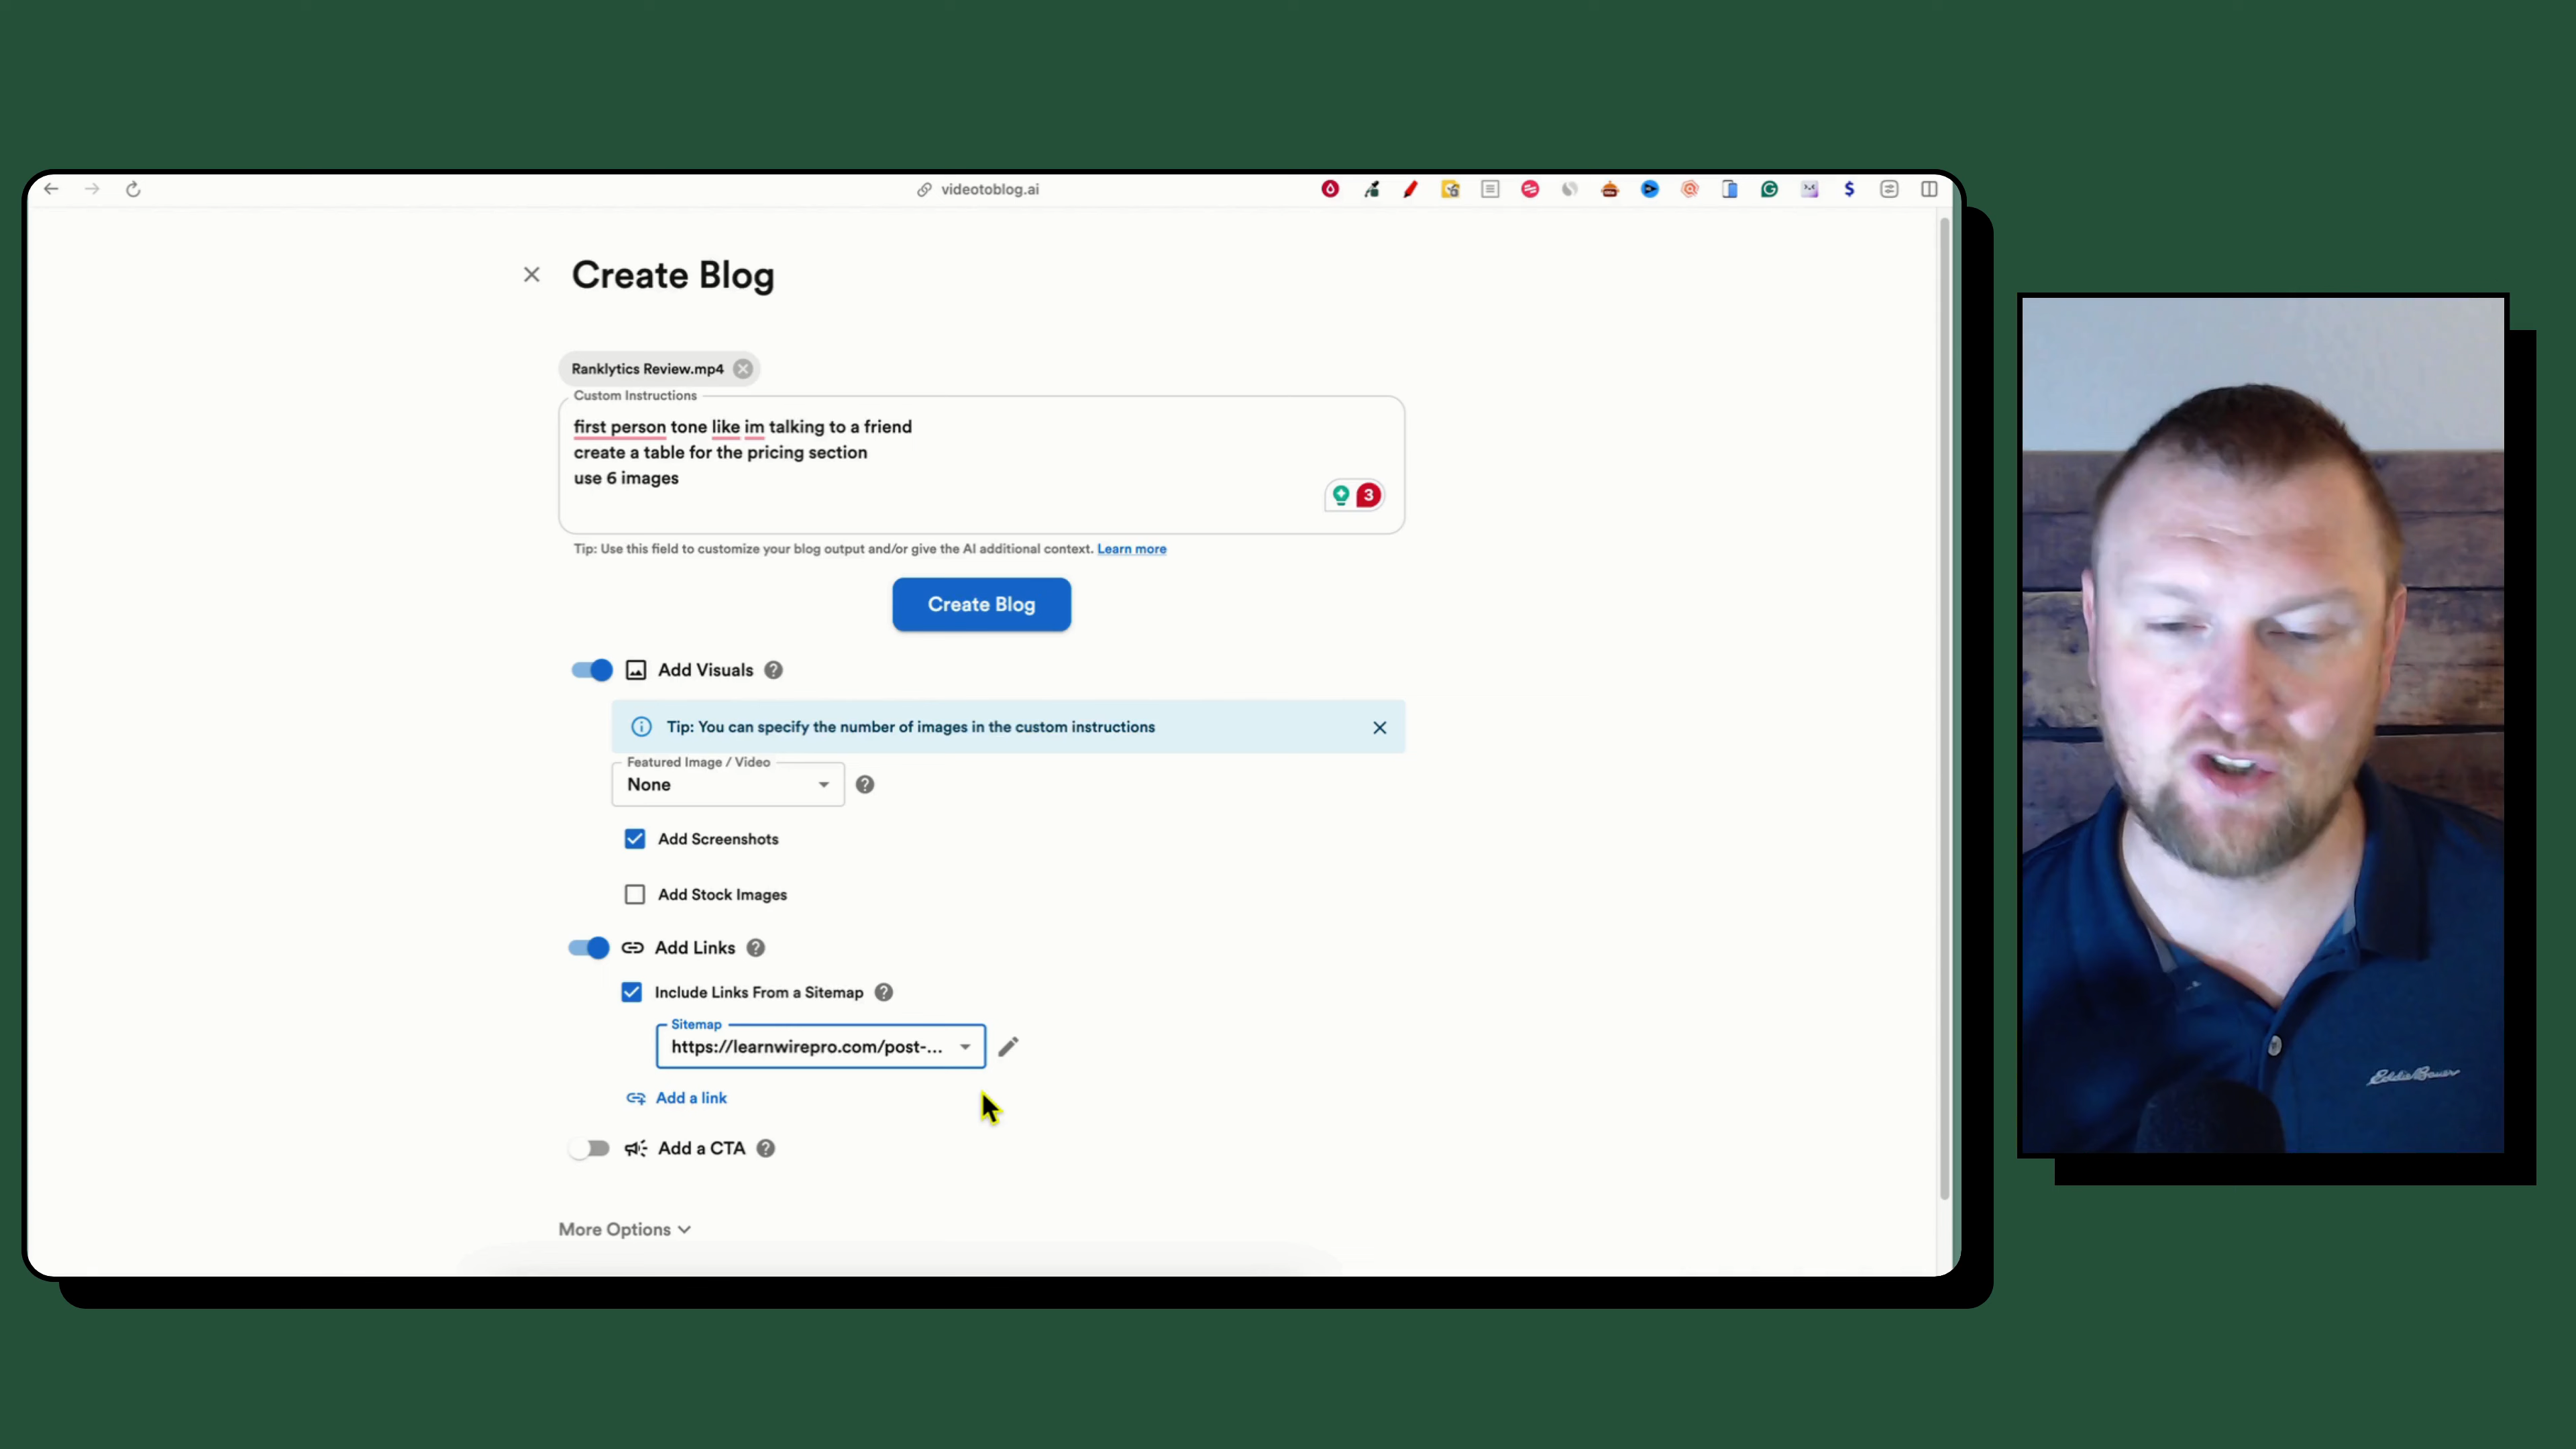 videotoblog.ai
$
Create Blog
Ranklytics Review.mp4
Custom Instructions
first person tone like im talking to a friend
create a table for the pricing section
use 6 images
3
Tip: Use this field to customize your blog output and/or give the AI additional context. Learn more
Create Blog
Add Visuals ?
Tip: You can specify the number of images in the custom instructions
Featured Image / Video
None ?
Add Screenshots
Add Stock Images
Add Links ?
Include Links From a Sitemap ?
Sitemap
https://learnwirepro.com/post-...
Add a link
Add a CTA ?
More Options
Eddie Bauer